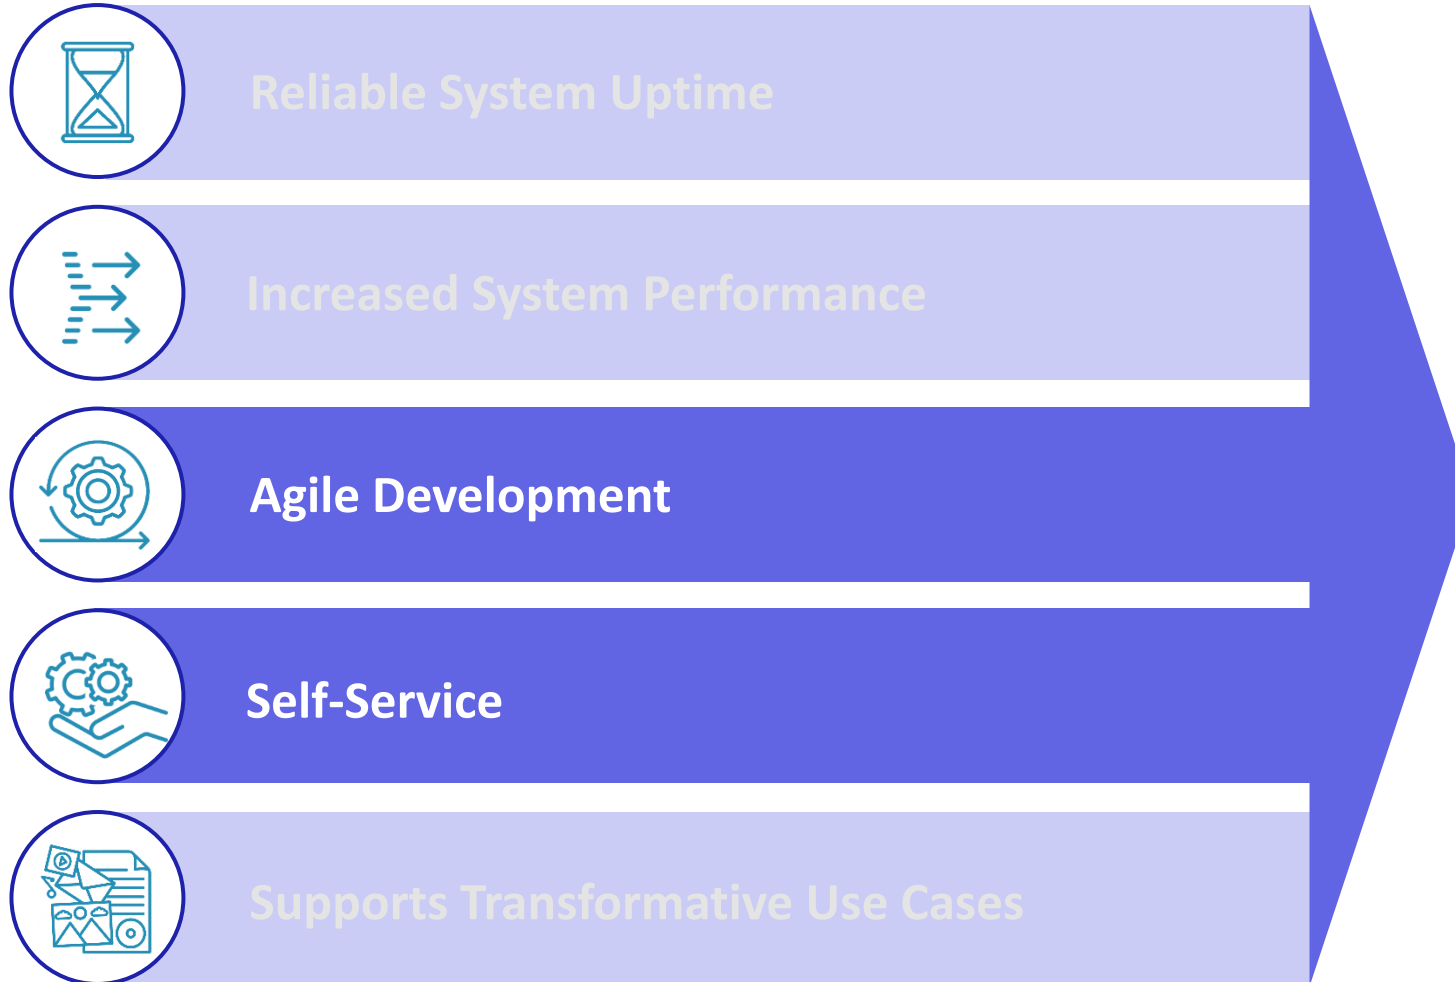 Reliable System Uptime
Increased System Performance
Agile Development
Self-Service
Supports Transformative Use Cases